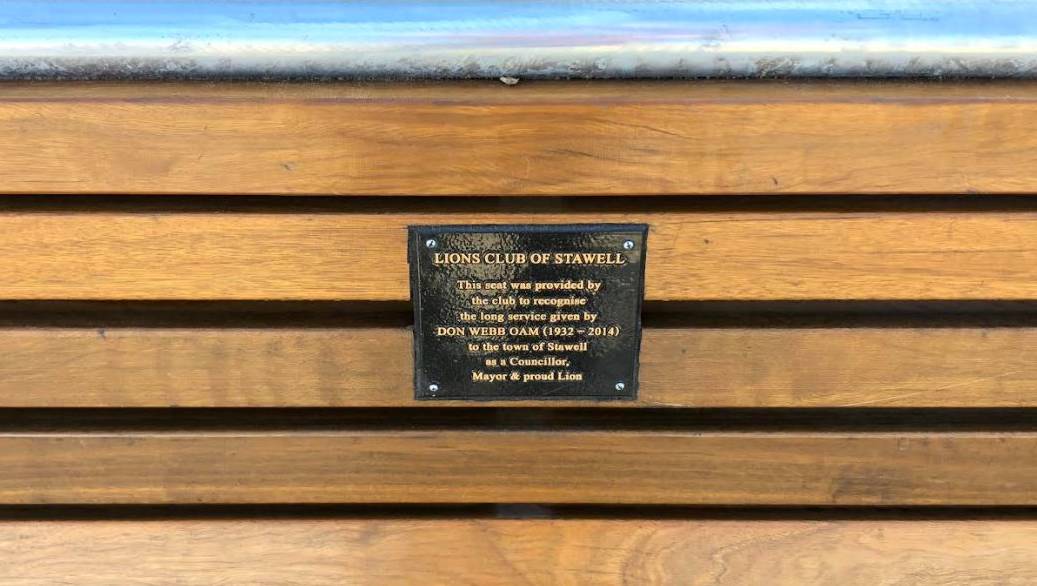 LIONS CLUB OF STAWELL
This seat was provided by
the club to recognise
the long service given by
DON WEBB OAM (1932 – 2014)
to the town of Stawell
as a Councillor,
Mayor & proud Lion